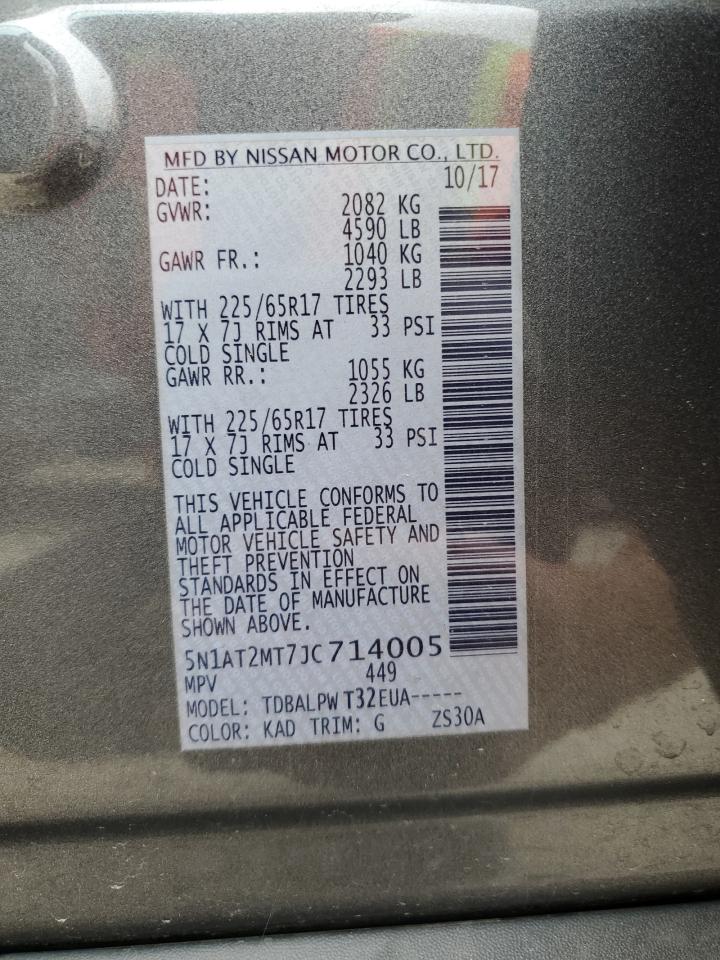 MFD BY NISSAN MOTOR CO., LTD.
DATE: 10/17
GVWR: 2082 KG
4590 LB
GAWR FR.: 1040 KG
2293 LB
WITH 225/65R17 TIRES
17 X 7J RIMS AT 33 PSI
COLD SINGLE
GAWR RR.: 1055 KG
2326 LB
WITH 225/65R17 TIRES
17 X 7J RIMS AT 33 PSI
COLD SINGLE
THIS VEHICLE CONFORMS TO
ALL APPLICABLE FEDERAL
MOTOR VEHICLE SAFETY AND
THEFT PREVENTION
STANDARDS IN EFFECT ON
THE DATE OF MANUFACTURE
SHOWN ABOVE.
5N1AT2MT7JC714005
MPV 449
MODEL: TDBALPW T32EUA-----
COLOR: KAD TRIM: G ZS30A